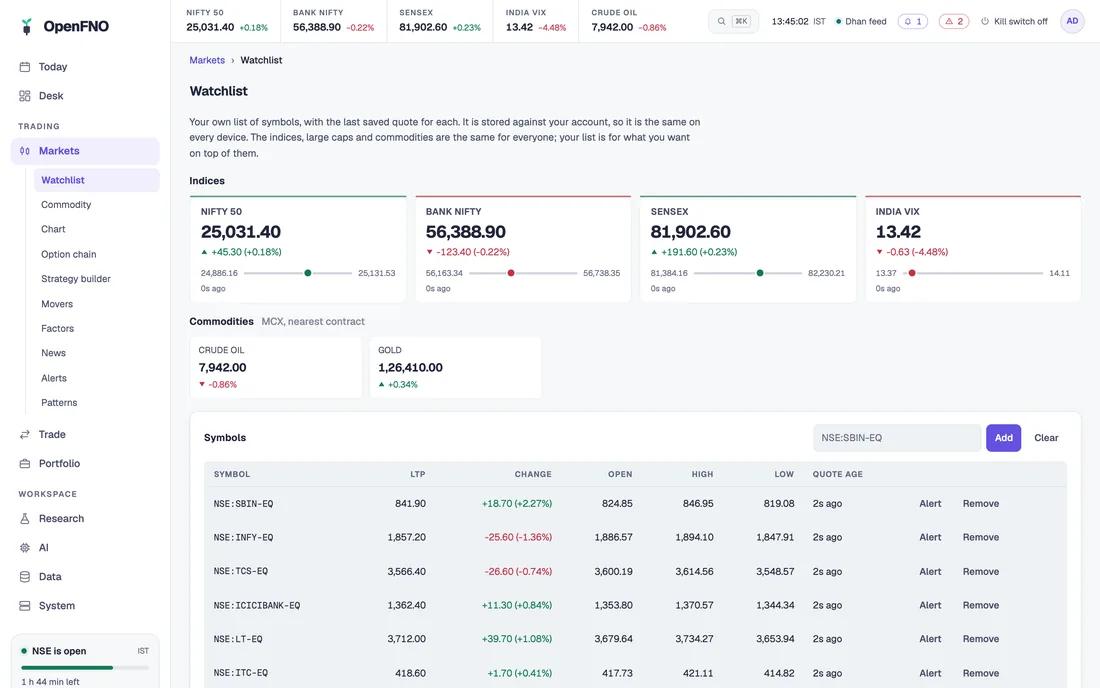 OpenFNO
NIFTY 50
25,031.40 +0.18%
BANK NIFTY
56,388.90 -0.22%
SENSEX
81,902.60 +0.23%
INDIA VIX
13.42 -4.48%
CRUDE OIL
7,942.00 -0.86%
⌘K
13:45:02 IST
Dhan feed
1
2
Kill switch off
AD
Today
Desk
TRADING
Markets
Watchlist
Commodity
Chart
Option chain
Strategy builder
Movers
Factors
News
Alerts
Patterns
Trade
Portfolio
WORKSPACE
Research
AI
Data
System
NSE is open IST
1 h 44 min left
Markets › Watchlist
Watchlist
Your own list of symbols, with the last saved quote for each. It is stored against your account, so it is the same on
every device. The indices, large caps and commodities are the same for everyone; your list is for what you want
on top of them.
Indices
NIFTY 50
25,031.40
+45.30 (+0.18%)
24,886.16 25,131.53
0s ago
BANK NIFTY
56,388.90
-123.40 (-0.22%)
56,163.34 56,738.35
0s ago
SENSEX
81,902.60
+191.60 (+0.23%)
81,384.16 82,230.21
0s ago
INDIA VIX
13.42
-0.63 (-4.48%)
13.37 14.11
0s ago
Commodities MCX, nearest contract
CRUDE OIL
7,942.00
-0.86%
GOLD
1,26,410.00
+0.34%
Symbols NSE:SBIN-EQ Add Clear
SYMBOL LTP CHANGE OPEN HIGH LOW QUOTE AGE
NSE:SBIN-EQ 841.90 +18.70 (+2.27%) 824.85 846.95 819.08 2s ago Alert Remove
NSE:INFY-EQ 1,857.20 -25.60 (-1.36%) 1,886.57 1,894.10 1,847.91 2s ago Alert Remove
NSE:TCS-EQ 3,566.40 -26.60 (-0.74%) 3,600.19 3,614.56 3,548.57 2s ago Alert Remove
NSE:ICICIBANK-EQ 1,362.40 +11.30 (+0.84%) 1,353.80 1,370.57 1,344.34 2s ago Alert Remove
NSE:LT-EQ 3,712.00 +39.70 (+1.08%) 3,679.64 3,734.27 3,653.94 2s ago Alert Remove
NSE:ITC-EQ 418.60 +1.70 (+0.41%) 417.73 421.11 414.82 2s ago Alert Remove